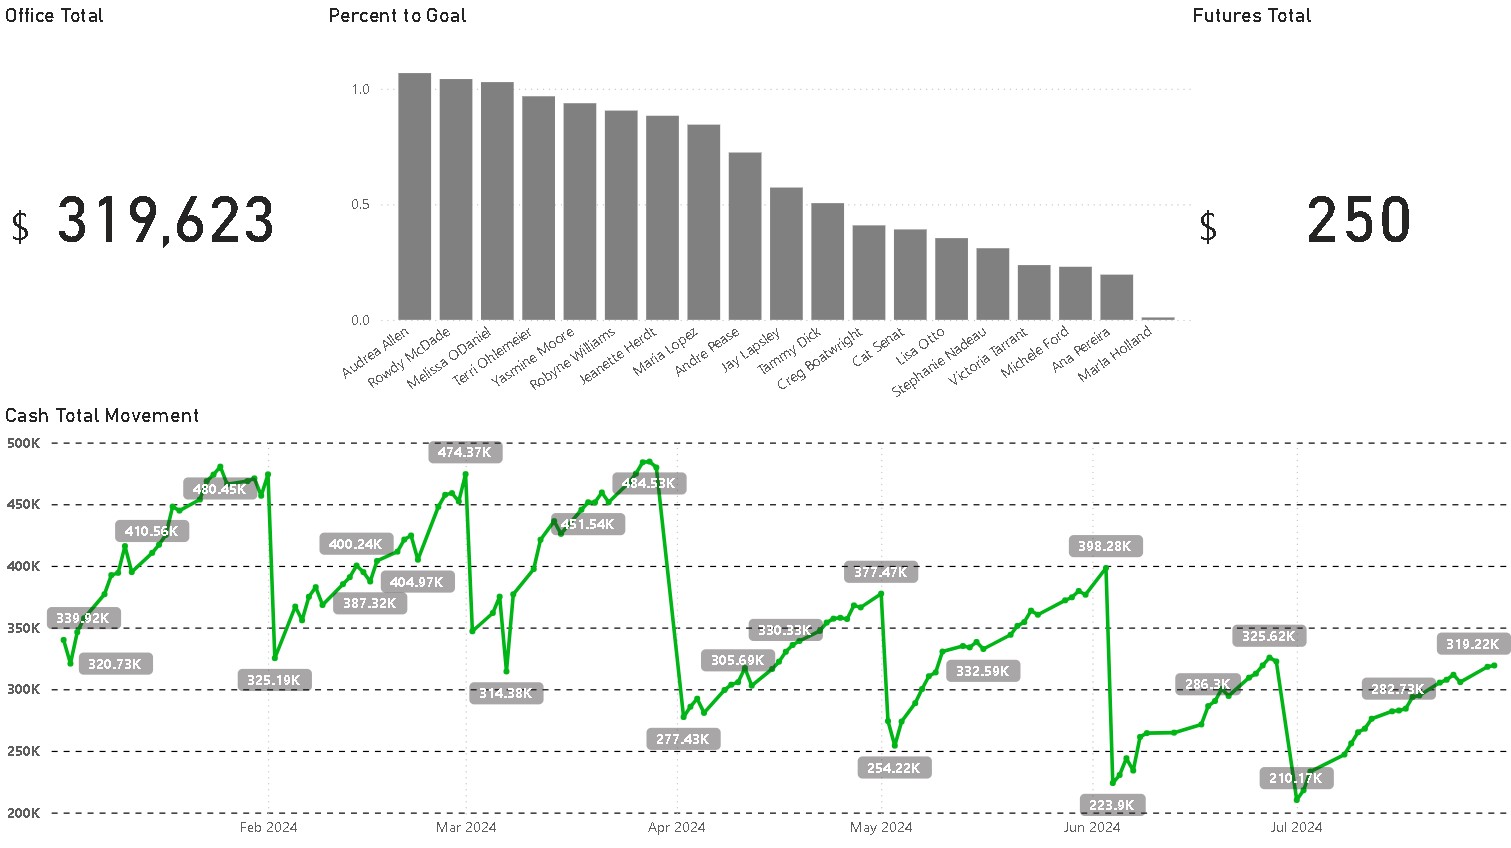 Office Total
$ 319,623
Percent to Goal
1.0
0.5
0.0
Audrea Allen
Rowdy McDade
Melissa ODaniel
Terri Ohlemeier
Yasmine Moore
Robyne Williams
Jeanette Herdt
Maria Lopez
Andre Pease
Jay Lapsley
Tammy Dick
Creg Boatwright
Cat Senat
Lisa Otto
Stephanie Nadeau
Victoria Tarrant
Michele Ford
Ana Pereira
Marla Holland
Futures Total
$ 250
Cash Total Movement
500K
450K
400K
350K
300K
250K
200K
339.92K
320.73K
410.56K
480.45K
325.19K
400.24K
387.32K
404.97K
474.37K
314.38K
451.54K
484.53K
277.43K
305.69K
330.33K
377.47K
254.22K
332.59K
398.28K
223.9K
286.3K
325.62K
210.17K
282.73K
319.22K
Feb 2024
Mar 2024
Apr 2024
May 2024
Jun 2024
Jul 2024